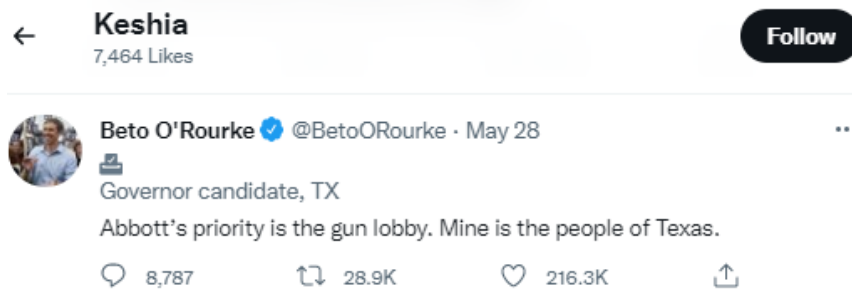 Keshia
7,464 Likes
Follow
Beto O'Rourke @BetoORourke · May 28
Governor candidate, TX
Abbott’s priority is the gun lobby. Mine is the people of Texas.
8,787 28.9K 216.3K